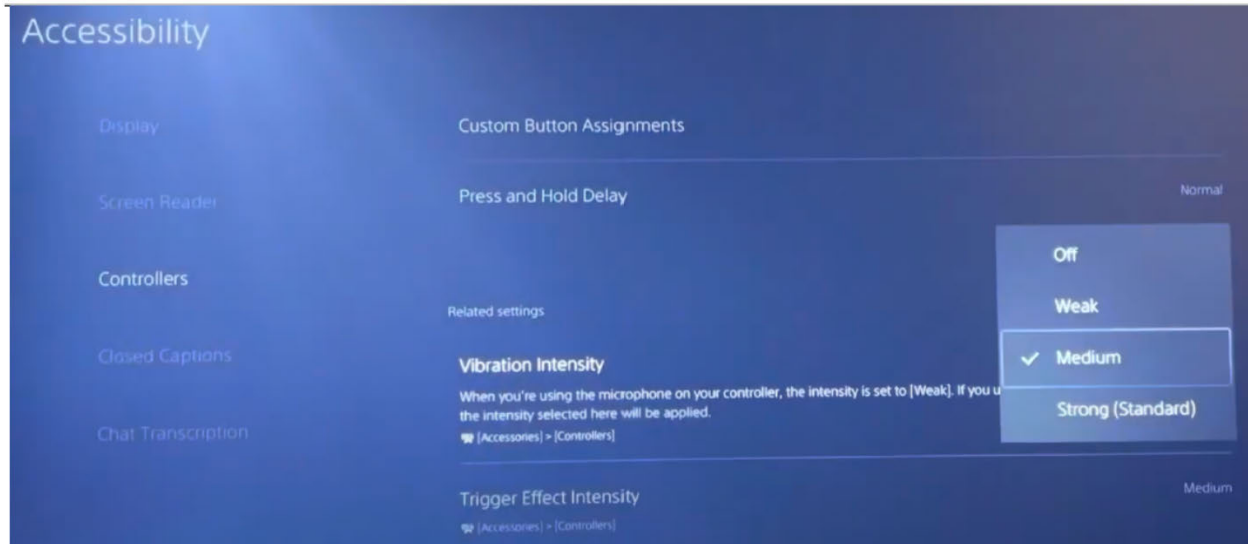 Accessibility
Display
Screen Reader
Controllers
Closed Captions
Chat Transcription
Custom Button Assignments
Press and Hold Delay
Normal
Related settings
Vibration Intensity
When you're using the microphone on your controller, the intensity is set to [Weak]. If you u
the intensity selected here will be applied.
[Accessories] > [Controllers]
Off
Weak
Medium
Strong (Standard)
Trigger Effect Intensity
Medium
[Accessories] > [Controllers]